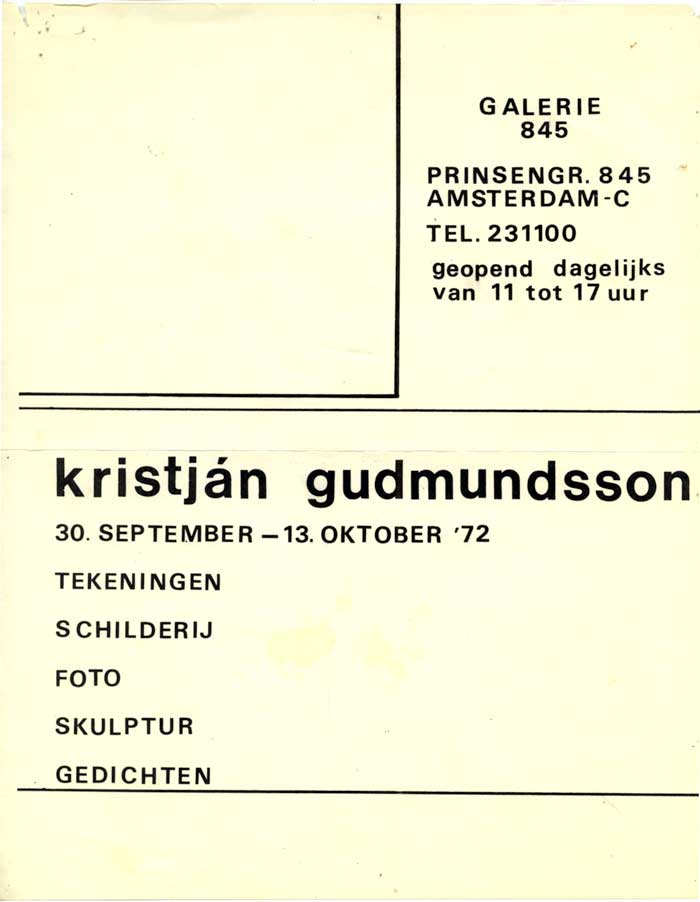 GALERIE
845
PRINSENGR. 845
AMSTERDAM-C
TEL. 231100
geopend dagelijks
van 11 tot 17 uur
kristján gudmundsson
30. SEPTEMBER – 13. OKTOBER '72
TEKENINGEN
SCHILDERIJ
FOTO
SKULPTUR
GEDICHTEN